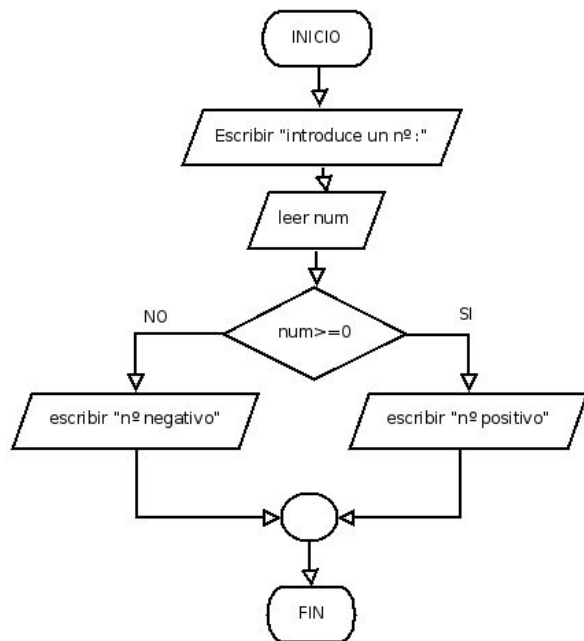 INICIO
Escribir "introduce un nº:"
leer num
num>=0
NO
SI
escribir "nº negativo"
escribir "nº positivo"
FIN